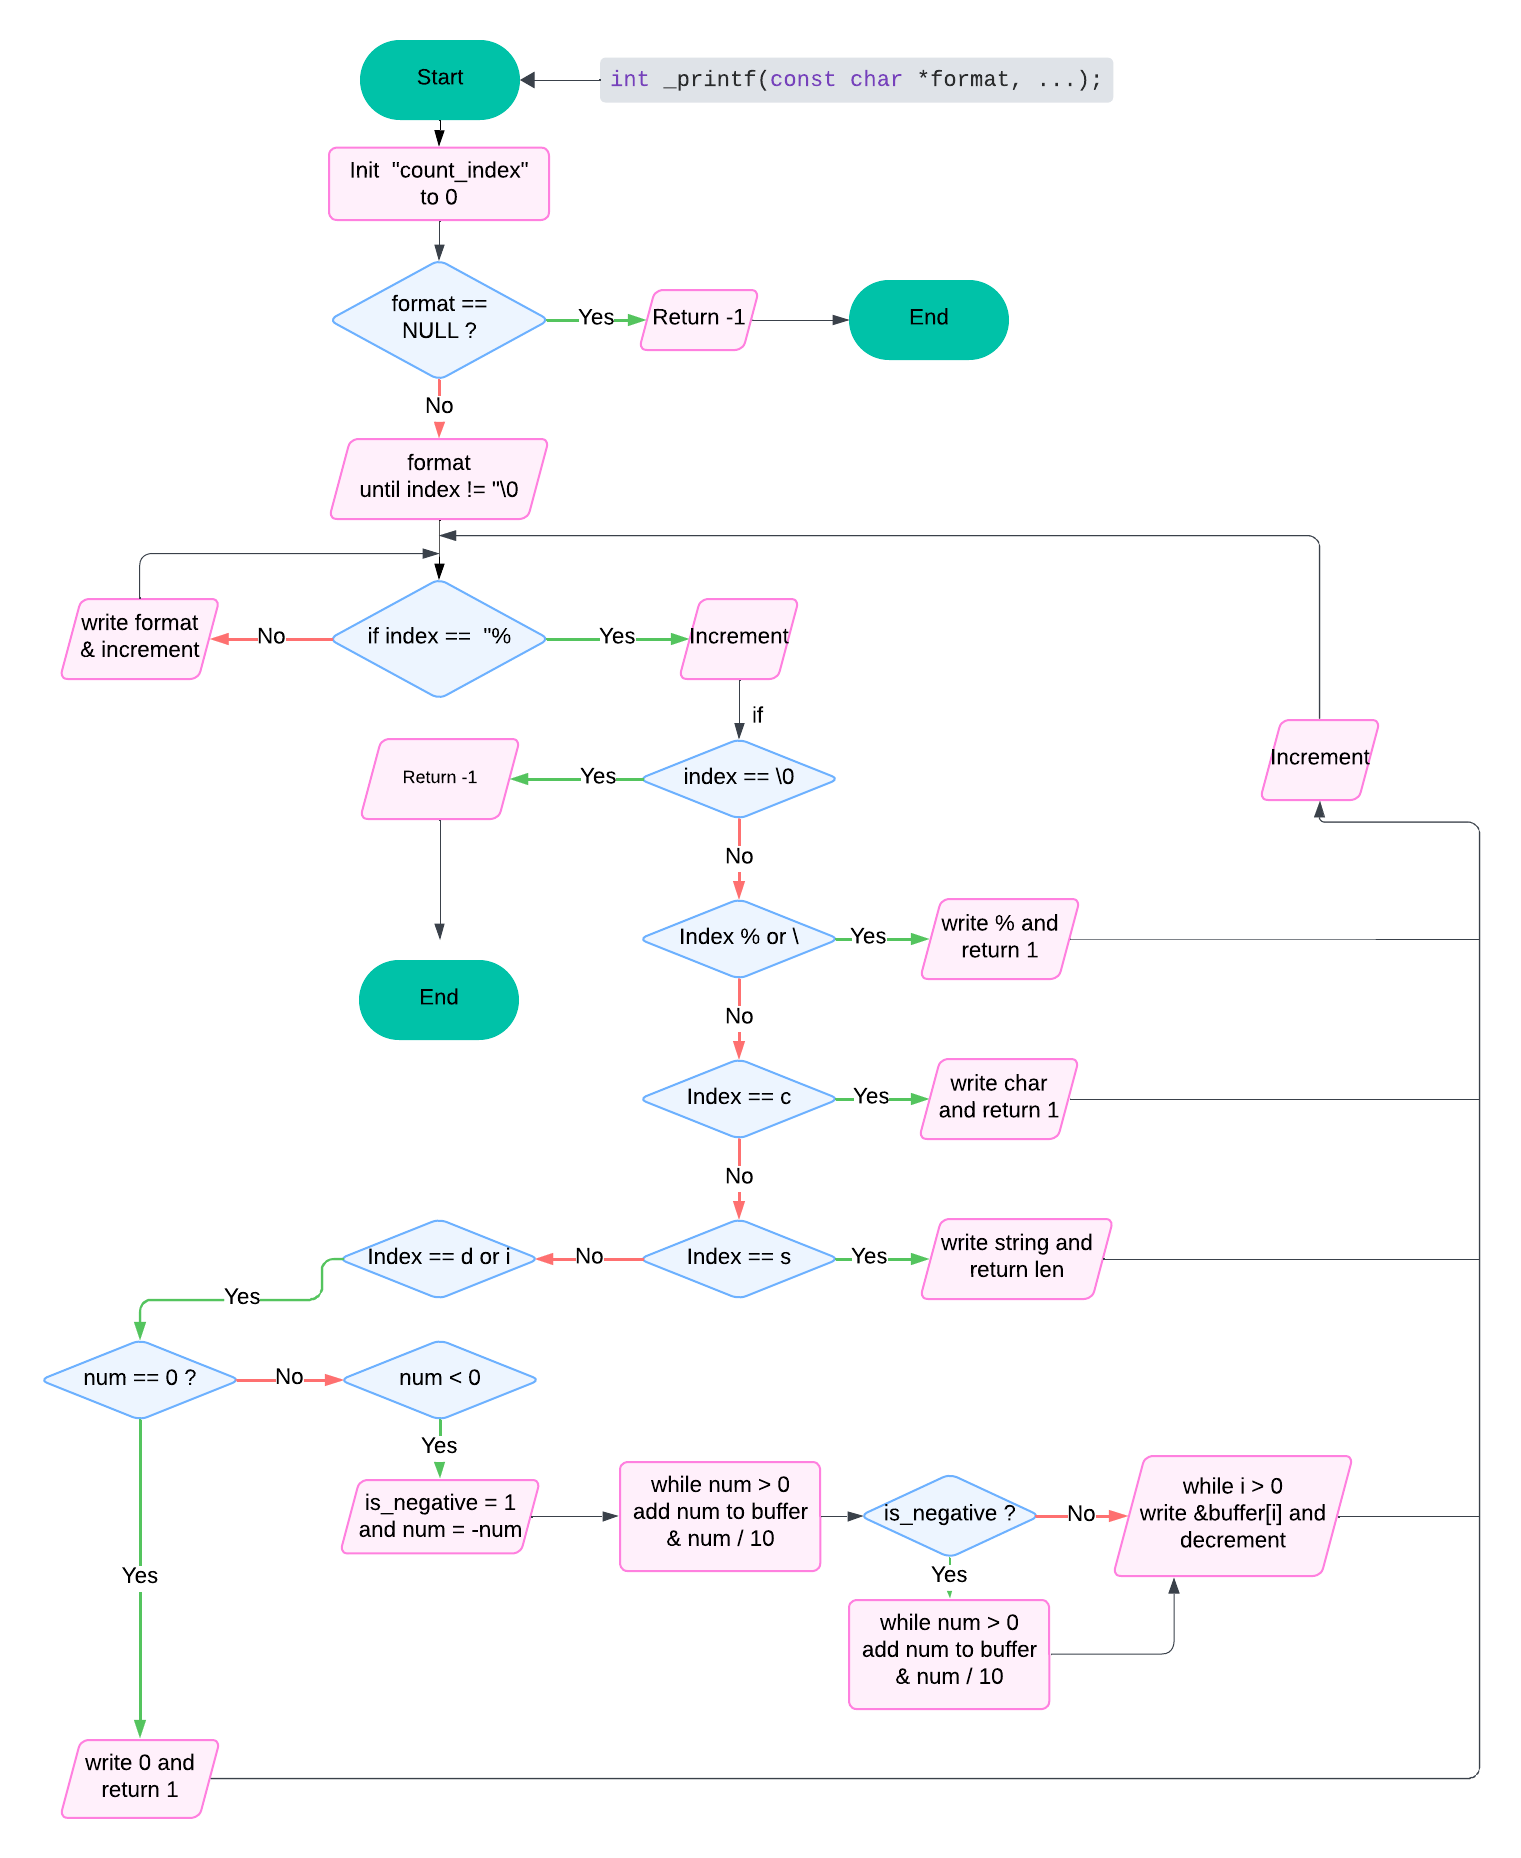 Start
int _printf(const char *format, ...);
Init "count_index"
to 0
format ==
NULL ?
Yes
Return -1
End
No
format
until index != "\0
write format
& increment
No
if index == "%
Yes
Increment
if
Return -1
Yes
index == \0
Increment
No
End
Index % or \
Yes
write % and
return 1
No
Index == c
Yes
write char
and return 1
No
Index == d or i
No
Index == s
Yes
write string and
return len
Yes
num == 0 ?
No
num < 0
Yes
is_negative = 1
and num = -num
while num > 0
add num to buffer
& num / 10
is_negative ?
No
while i > 0
write &buffer[i] and
decrement
Yes
Yes
while num > 0
add num to buffer
& num / 10
write 0 and
return 1